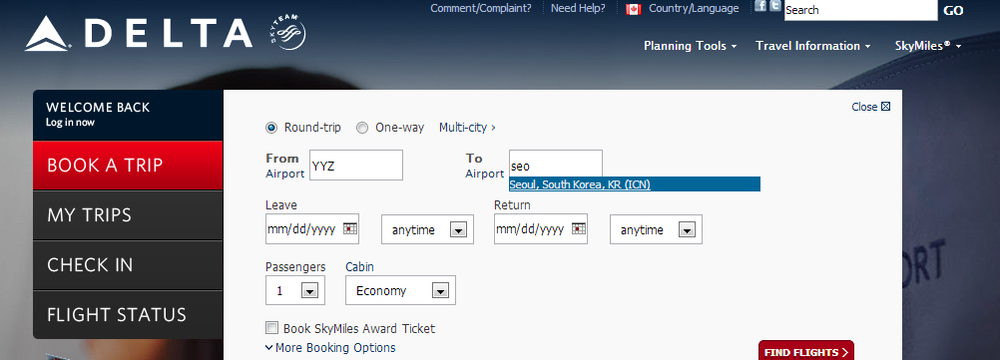 Comment/Complaint? Need Help? Country/Language Search GO
DELTA SKYTEAM
Planning Tools Travel Information SkyMiles®
WELCOME BACK
Log in now
Close
BOOK A TRIP
MY TRIPS
CHECK IN
FLIGHT STATUS
Round-trip One-way Multi-city ›
From Airport YYZ To Airport seo
Seoul, South Korea, KR (ICN)
Leave Return
mm/dd/yyyy anytime mm/dd/yyyy anytime
Passengers Cabin
1 Economy
Book SkyMiles Award Ticket
More Booking Options
FIND FLIGHTS ›